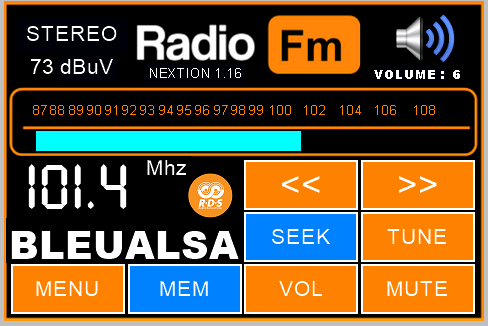 STEREO
73 dBuV
Radio Fm
NEXTION 1.16
VOLUME: 6
87 88 89 90 91 92 93 94 95 96 97 98 99 100 102 104 106 108
101.4 Mhz
R·D·S
<< >>
BLEUALSA
SEEK TUNE
MENU MEM VOL MUTE